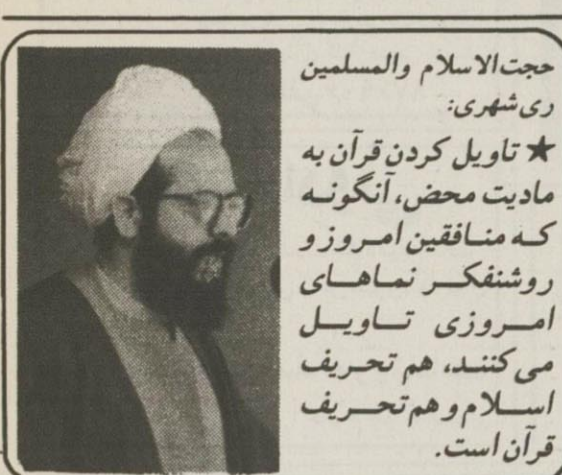 حجت‌الاسلام والمسلمین
ری‌شهری:
★ تاویل کردن قرآن به
مادیت محض، آنگونه
که منافقین امروز و
روشنفکر نماهای
امروزی تاویل
می‌کنند، هم تحریف
اسلام و هم تحریف
قرآن است.